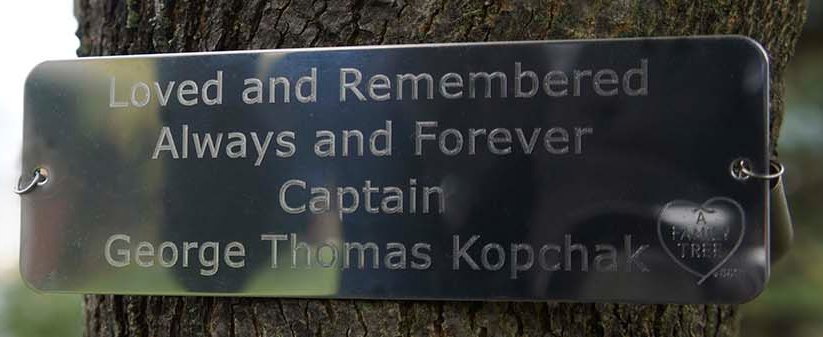 Loved and Remembered
Always and Forever
Captain
George Thomas Kopchak
A
FAMILY
TREE